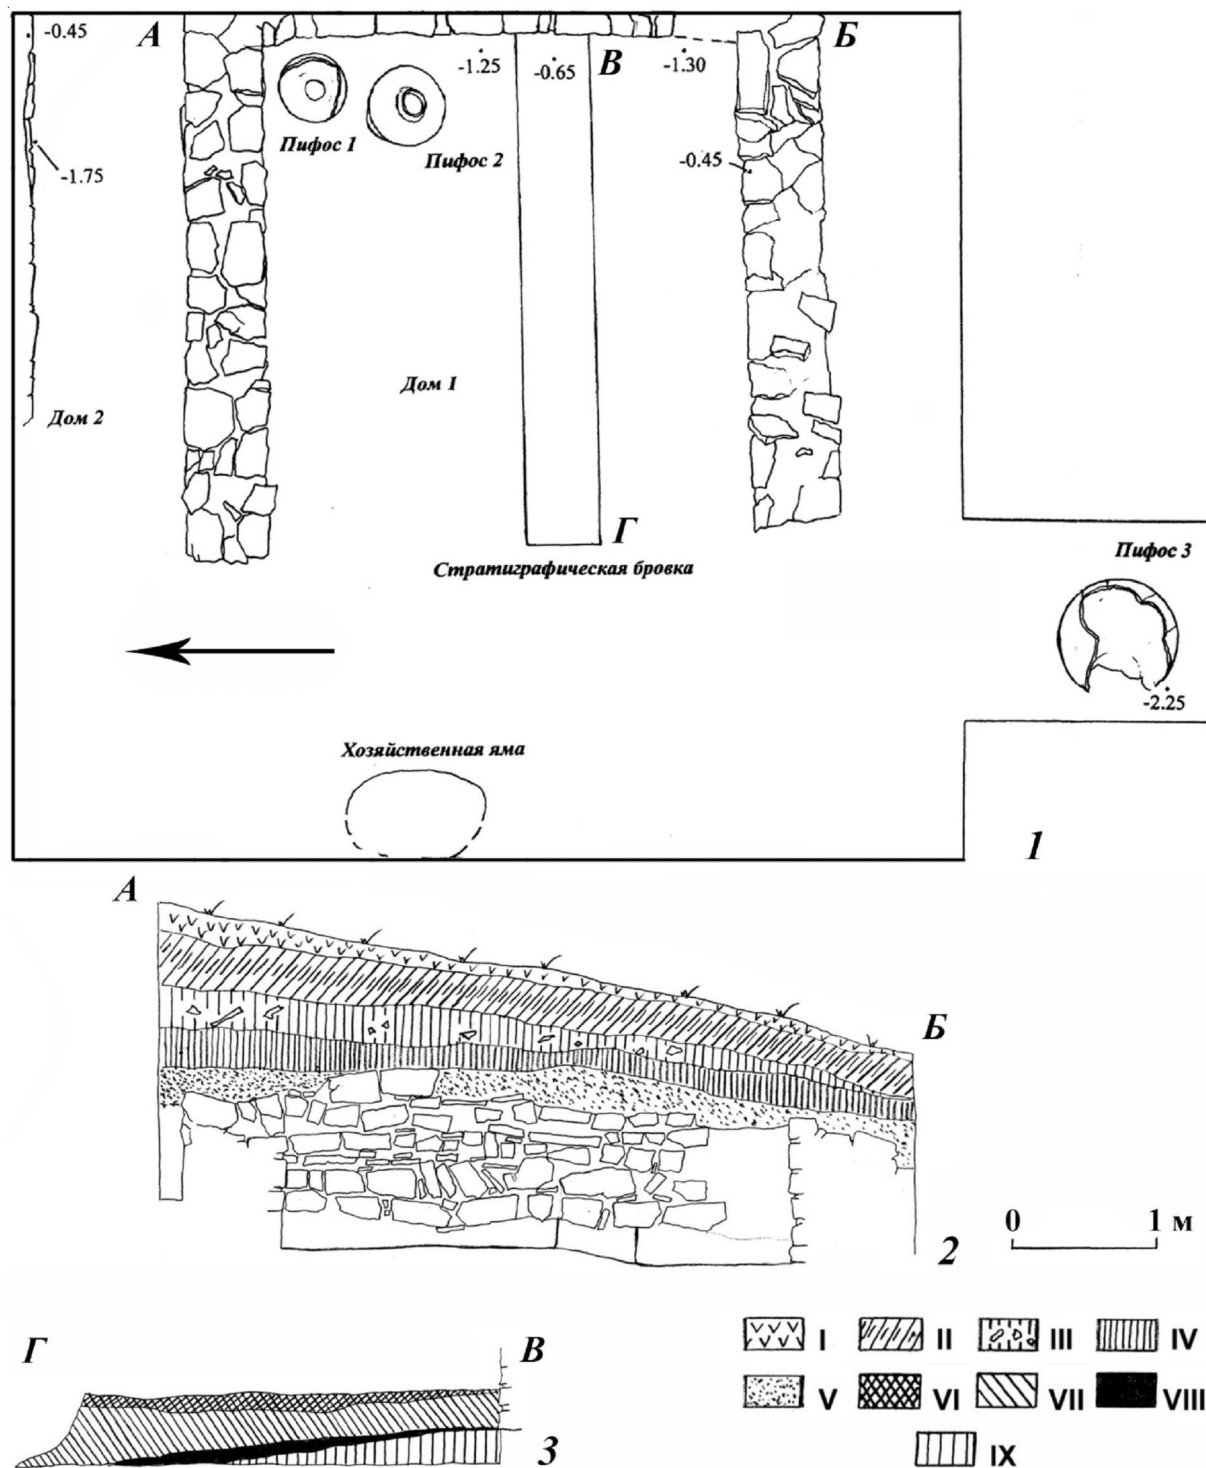 А
Б
-0.45
-1.25
-0.65
В
-1.30
Пифос 1
Пифос 2
-0.45
-1.75
Дом 1
Дом 2
Г
Стратиграфическая бровка
Пифос 3
-2.25
Хозяйственная яма
1
А
Б
0 1 м
2
Г
В
3
I II III IV
V VI VII VIII
IX